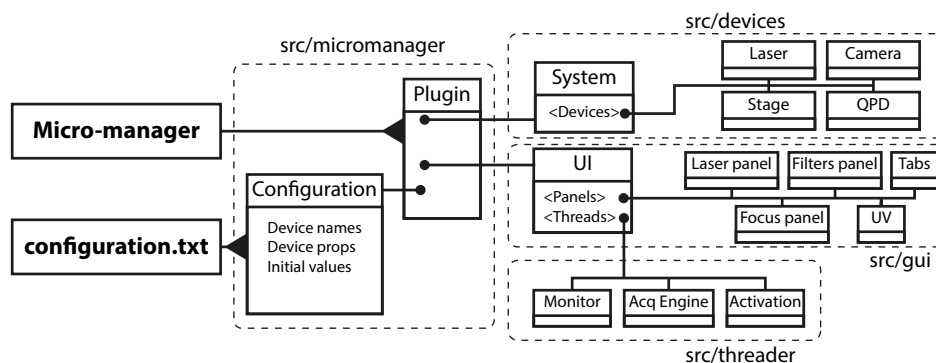 src/devices
src/micromanager
Laser
Camera
System
Plugin
<Devices>
Stage
QPD
Micro-manager
UI
Laser panel
Filters panel
Tabs
Configuration
<Panels>
<Threads>
Focus panel
UV
Device names
Device props
Initial values
configuration.txt
src/gui
Monitor
Acq Engine
Activation
src/threader